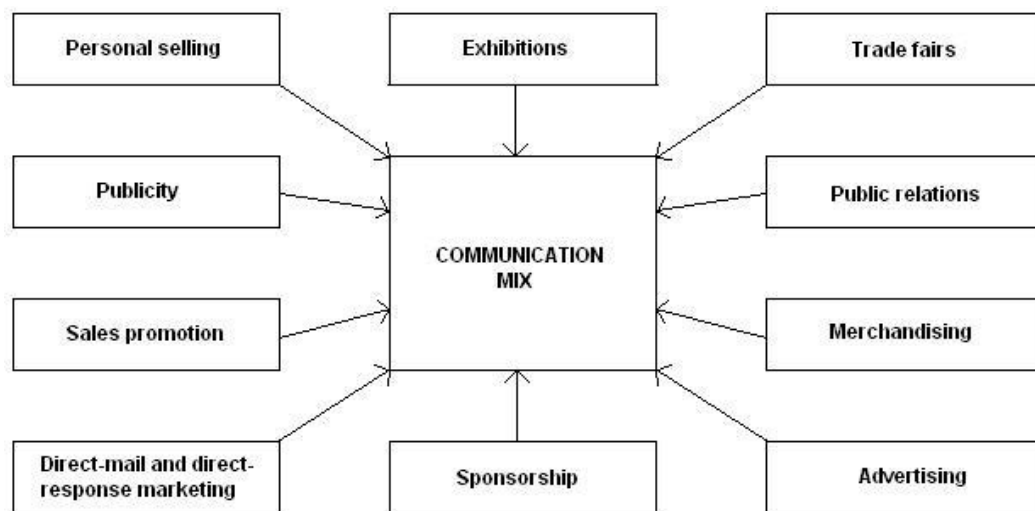 Personal selling
Exhibitions
Trade fairs
Publicity
Public relations
COMMUNICATION
MIX
Sales promotion
Merchandising
Direct-mail and direct-
response marketing
Sponsorship
Advertising